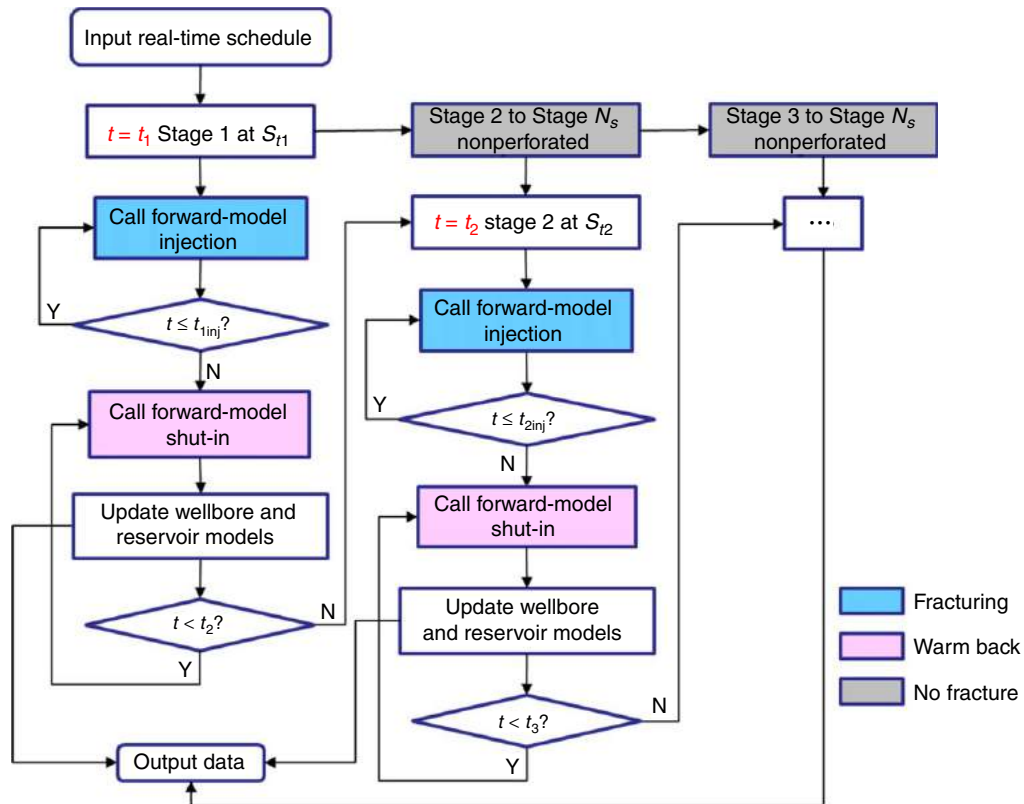 Input real-time schedule
t = t1 Stage 1 at St1
Stage 2 to Stage Ns
nonperforated
Stage 3 to Stage Ns
nonperforated
Call forward-model
injection
Y
t ≤ t1inj?
N
Call forward-model
shut-in
Update wellbore and
reservoir models
t < t2?
N
Y
t = t2 stage 2 at St2
Call forward-model
injection
Y
t ≤ t2inj?
N
Call forward-model
shut-in
Update wellbore
and reservoir models
t < t3?
N
Y
....
Output data
Fracturing
Warm back
No fracture